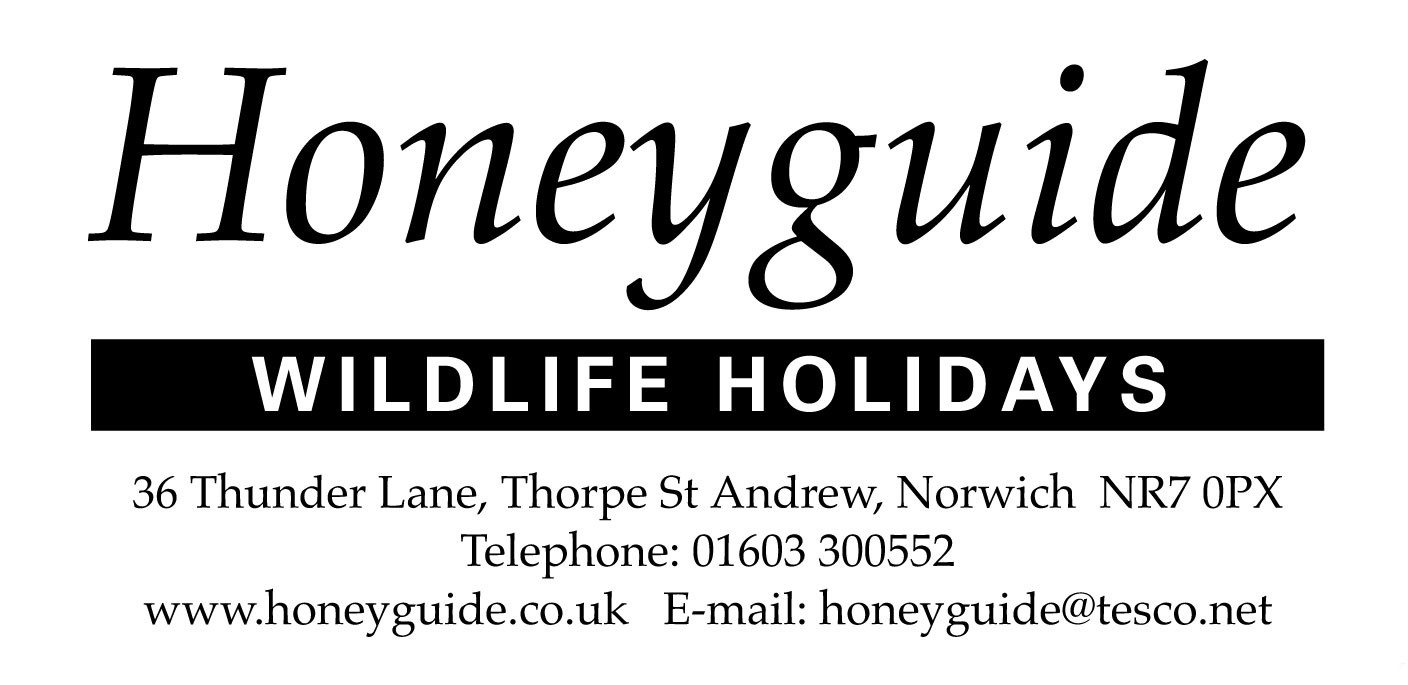 Honeyguide
WILDLIFE HOLIDAYS
36 Thunder Lane, Thorpe St Andrew, Norwich  NR7 0PX
Telephone: 01603 300552
www.honeyguide.co.uk   E-mail: honeyguide@tesco.net